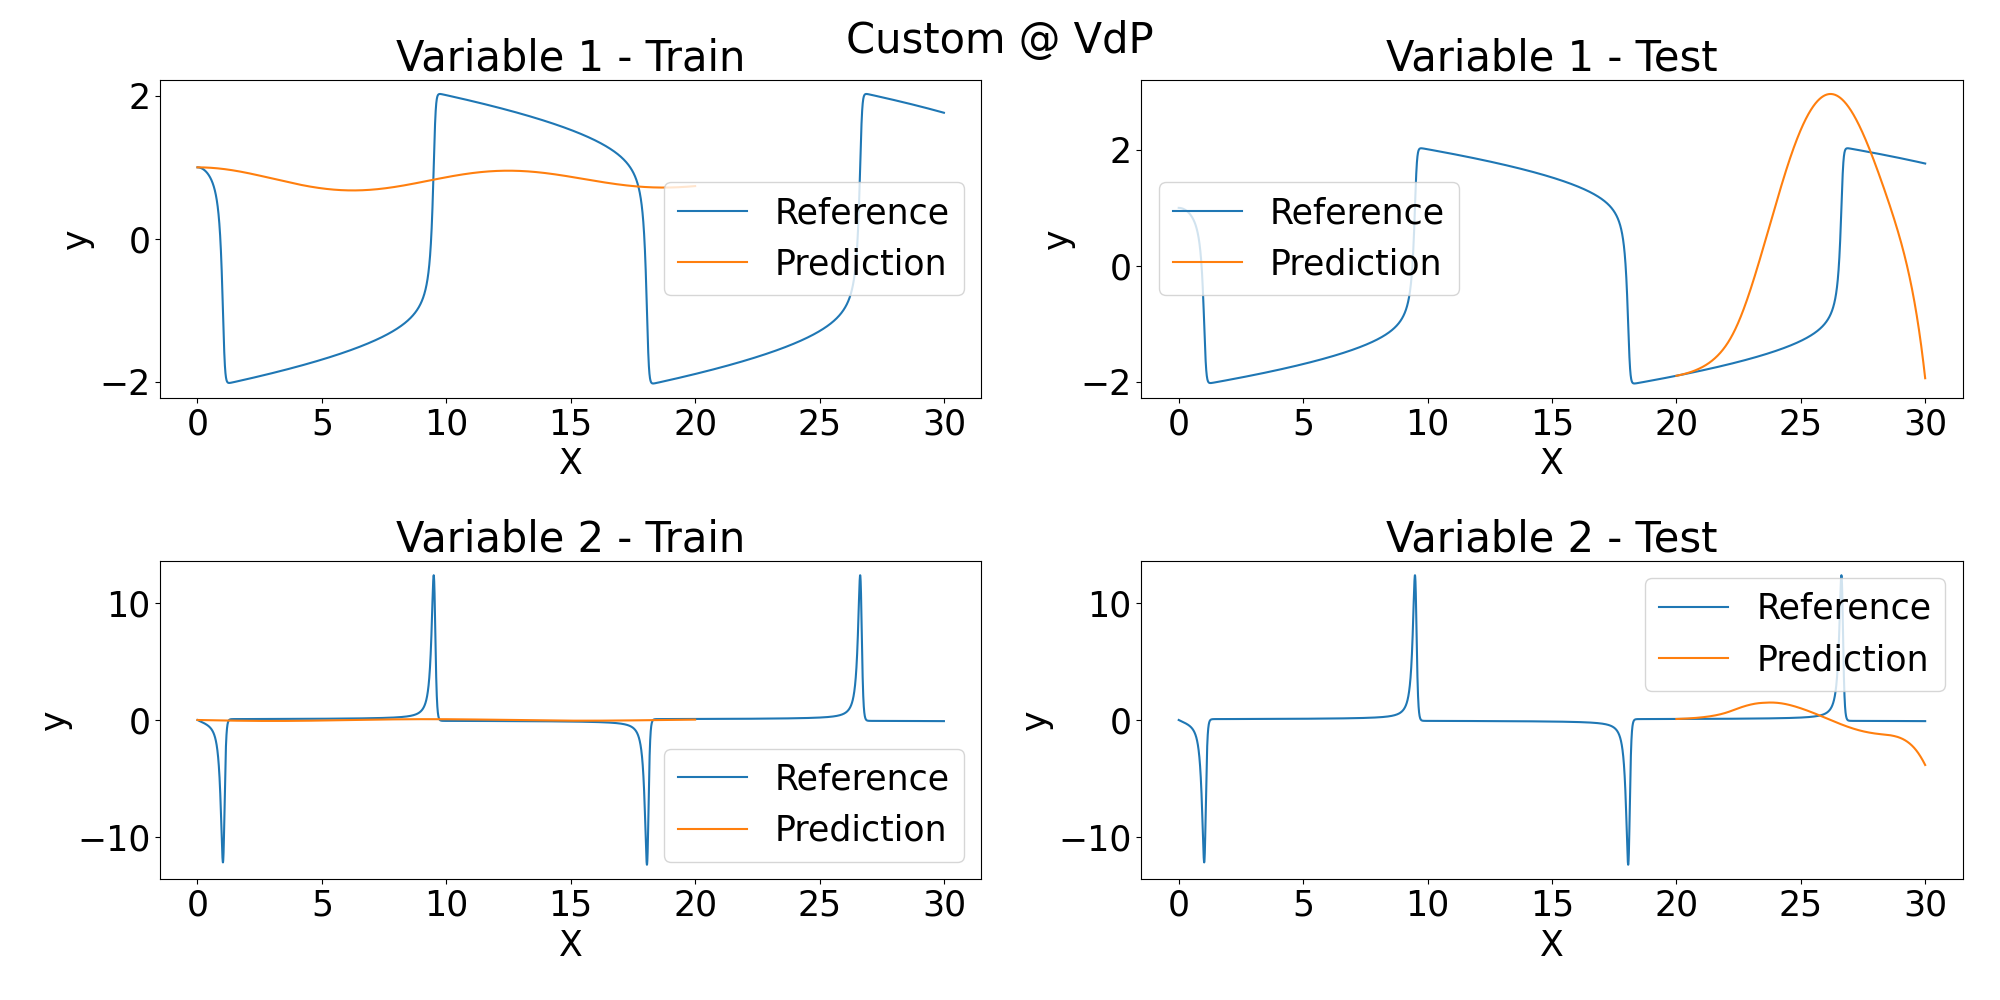 Custom @ VdP
Variable 1 - Train
2
0
−2
y
0 5 10 15 20 25 30
X
Reference
Prediction
Variable 1 - Test
2
0
−2
y
0 5 10 15 20 25 30
X
Reference
Prediction
Variable 2 - Train
10
0
−10
y
0 5 10 15 20 25 30
X
Reference
Prediction
Variable 2 - Test
10
0
−10
y
0 5 10 15 20 25 30
X
Reference
Prediction